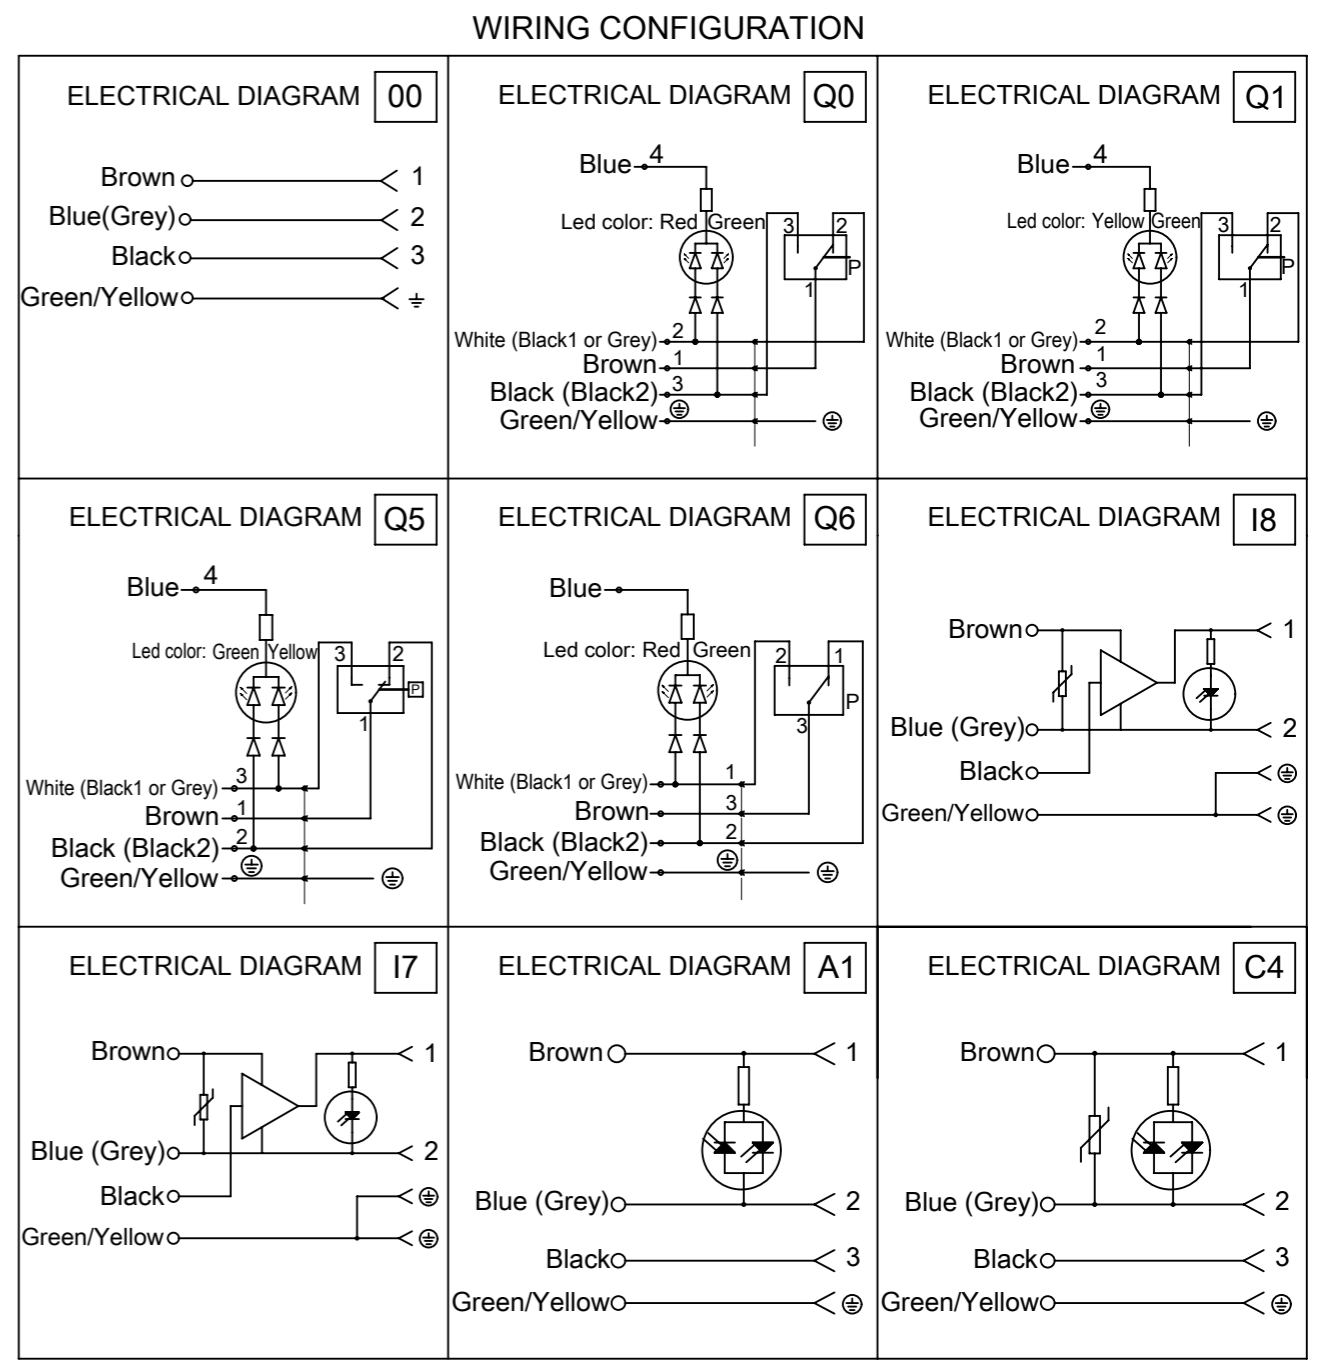 WIRING CONFIGURATION
ELECTRICAL DIAGRAM 00
Brown 1
Blue(Grey) 2
Black 3
Green/Yellow
ELECTRICAL DIAGRAM Q0
Blue 4
Led color: Red Green 3 2
P
1
White (Black1 or Grey) 2
Brown 1
Black (Black2) 3
Green/Yellow
ELECTRICAL DIAGRAM Q1
Blue 4
Led color: Yellow Green 3 2
P
1
White (Black1 or Grey) 2
Brown 1
Black (Black2) 3
Green/Yellow
ELECTRICAL DIAGRAM Q5
Blue 4
Led color: Green Yellow 3 2
P
1
White (Black1 or Grey) 3
Brown 1
Black (Black2) 2
Green/Yellow
ELECTRICAL DIAGRAM Q6
Blue
Led color: Red Green 2 1
P
3
White (Black1 or Grey) 1
Brown 3
Black (Black2) 2
Green/Yellow
ELECTRICAL DIAGRAM I8
Brown 1
Blue (Grey) 2
Black
Green/Yellow
ELECTRICAL DIAGRAM I7
Brown 1
Blue (Grey) 2
Black
Green/Yellow
ELECTRICAL DIAGRAM A1
Brown 1
Blue (Grey) 2
Black 3
Green/Yellow
ELECTRICAL DIAGRAM C4
Brown 1
Blue (Grey) 2
Black 3
Green/Yellow